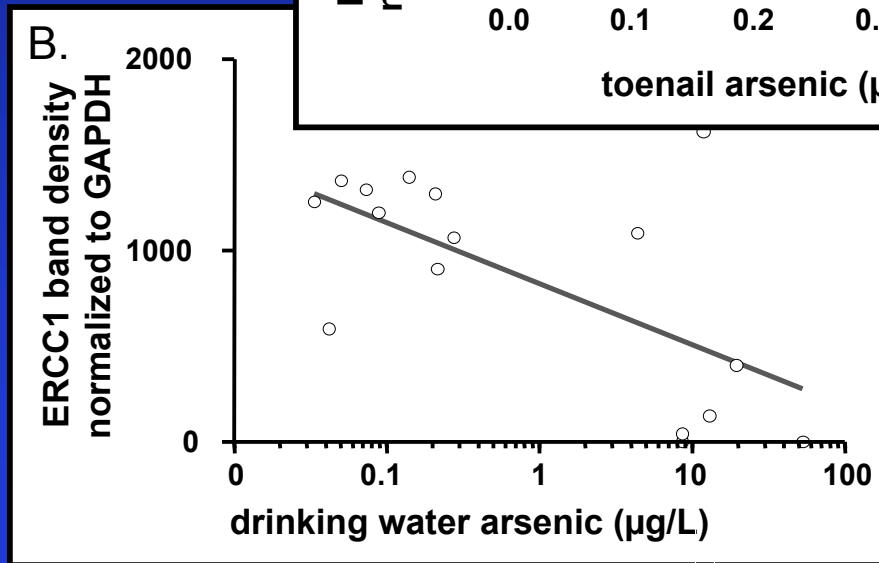 0.0 0.1 0.2 0.
toenail arsenic (µ
B.
ERCC1 band density
normalized to GAPDH
2000
1000
0
0 0.1 1 10 100
drinking water arsenic (µg/L)